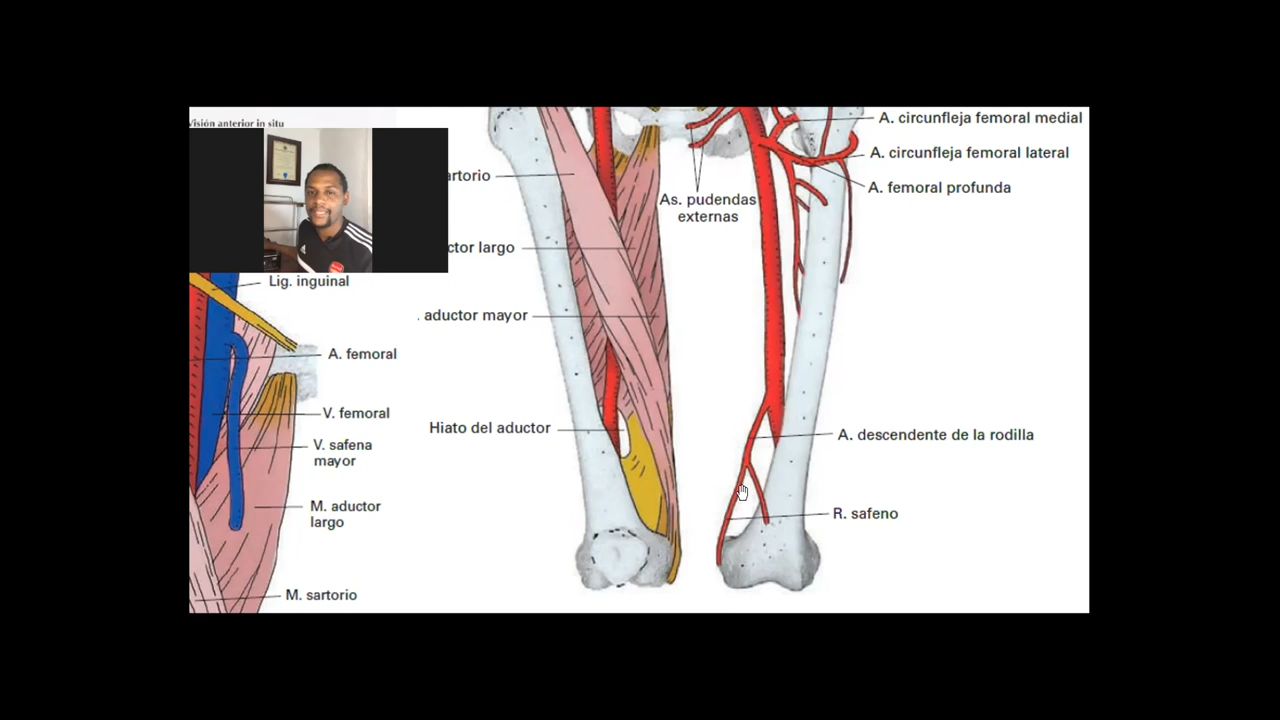 Visión anterior in situ
Lig. inguinal
A. femoral
V. femoral
V. safena
mayor
M. aductor
largo
M. sartorio
artorio
ctor largo
. aductor mayor
Hiato del aductor
As. pudendas
externas
A. circunfleja femoral medial
A. circunfleja femoral lateral
A. femoral profunda
A. descendente de la rodilla
R. safeno